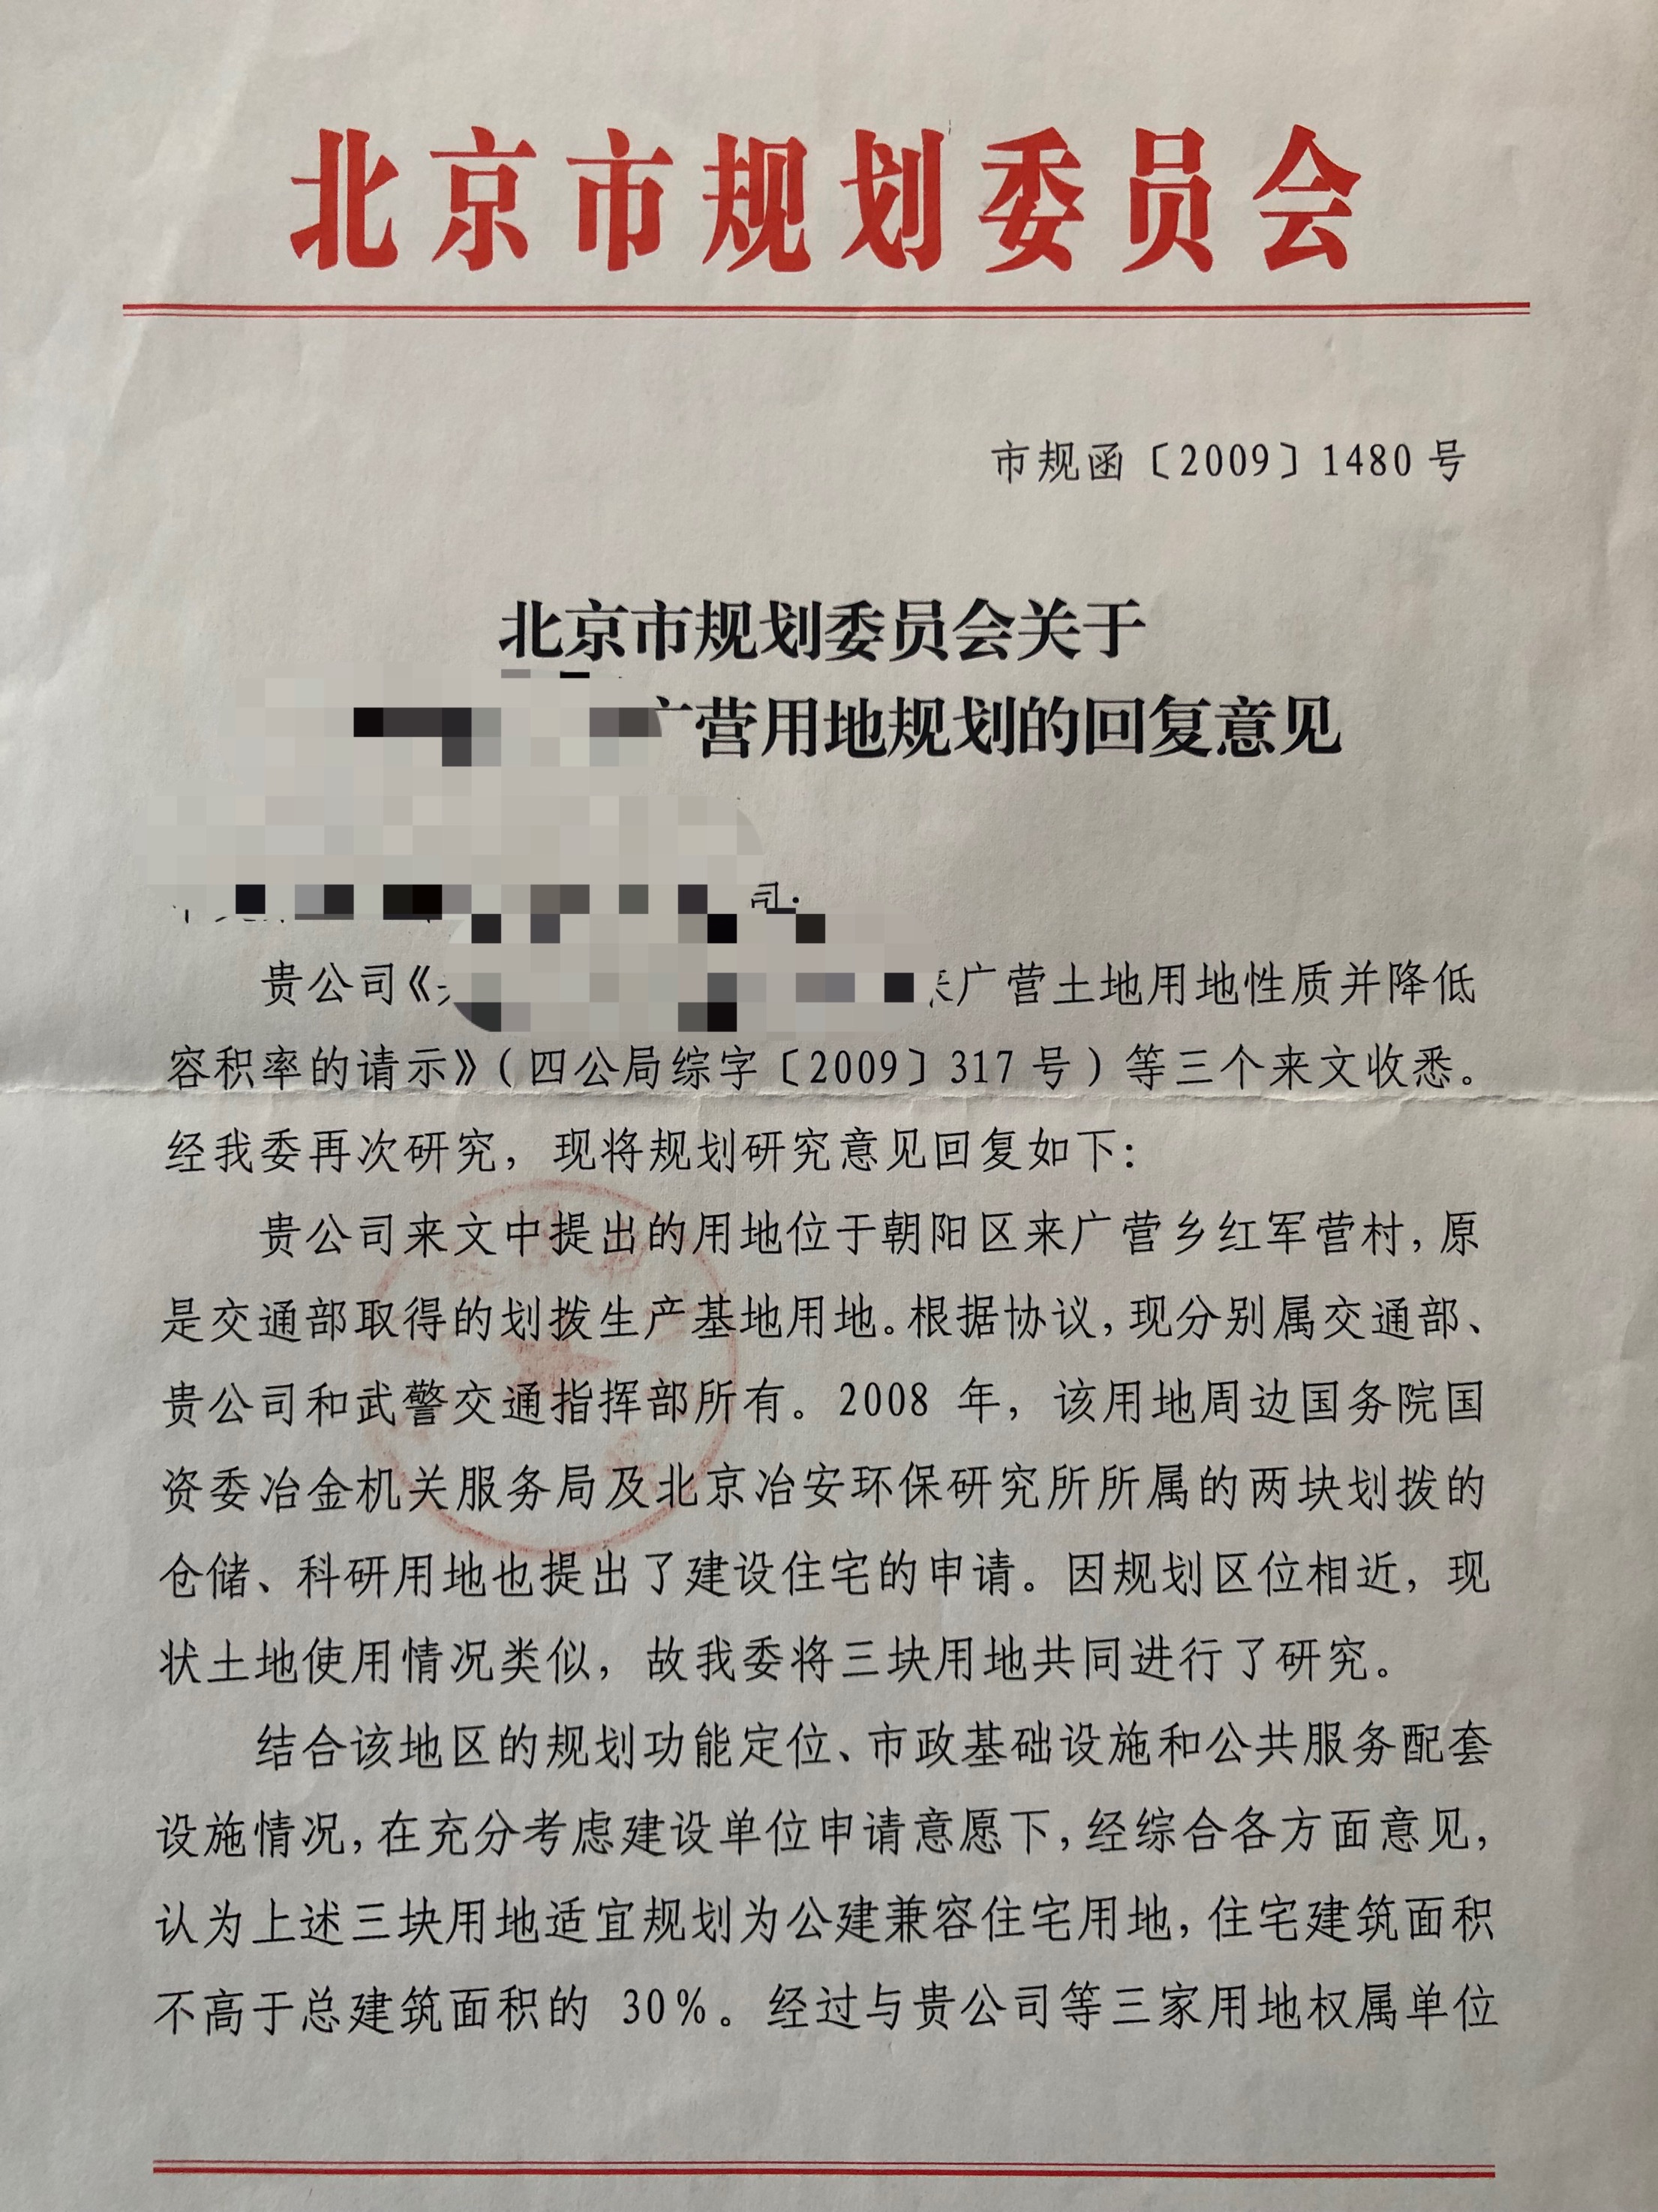 北京市规划委员会
市规函〔2009〕1480号
北京市规划委员会关于
广营用地规划的回复意见
司:
贵公司《 来广营土地用地性质并降低
容积率的请示》(四公局综字〔2009〕317号)等三个来文收悉。
经我委再次研究，现将规划研究意见回复如下:
贵公司来文中提出的用地位于朝阳区来广营乡红军营村,原
是交通部取得的划拨生产基地用地。根据协议,现分别属交通部、
贵公司和武警交通指挥部所有。2008 年，该用地周边国务院国
资委冶金机关服务局及北京冶安环保研究所所属的两块划拨的
仓储、科研用地也提出了建设住宅的申请。因规划区位相近，现
状土地使用情况类似，故我委将三块用地共同进行了研究。
结合该地区的规划功能定位、市政基础设施和公共服务配套
设施情况,在充分考虑建设单位申请意愿下,经综合各方面意见,
认为上述三块用地适宜规划为公建兼容住宅用地,住宅建筑面积
不高于总建筑面积的 30%。经过与贵公司等三家用地权属单位